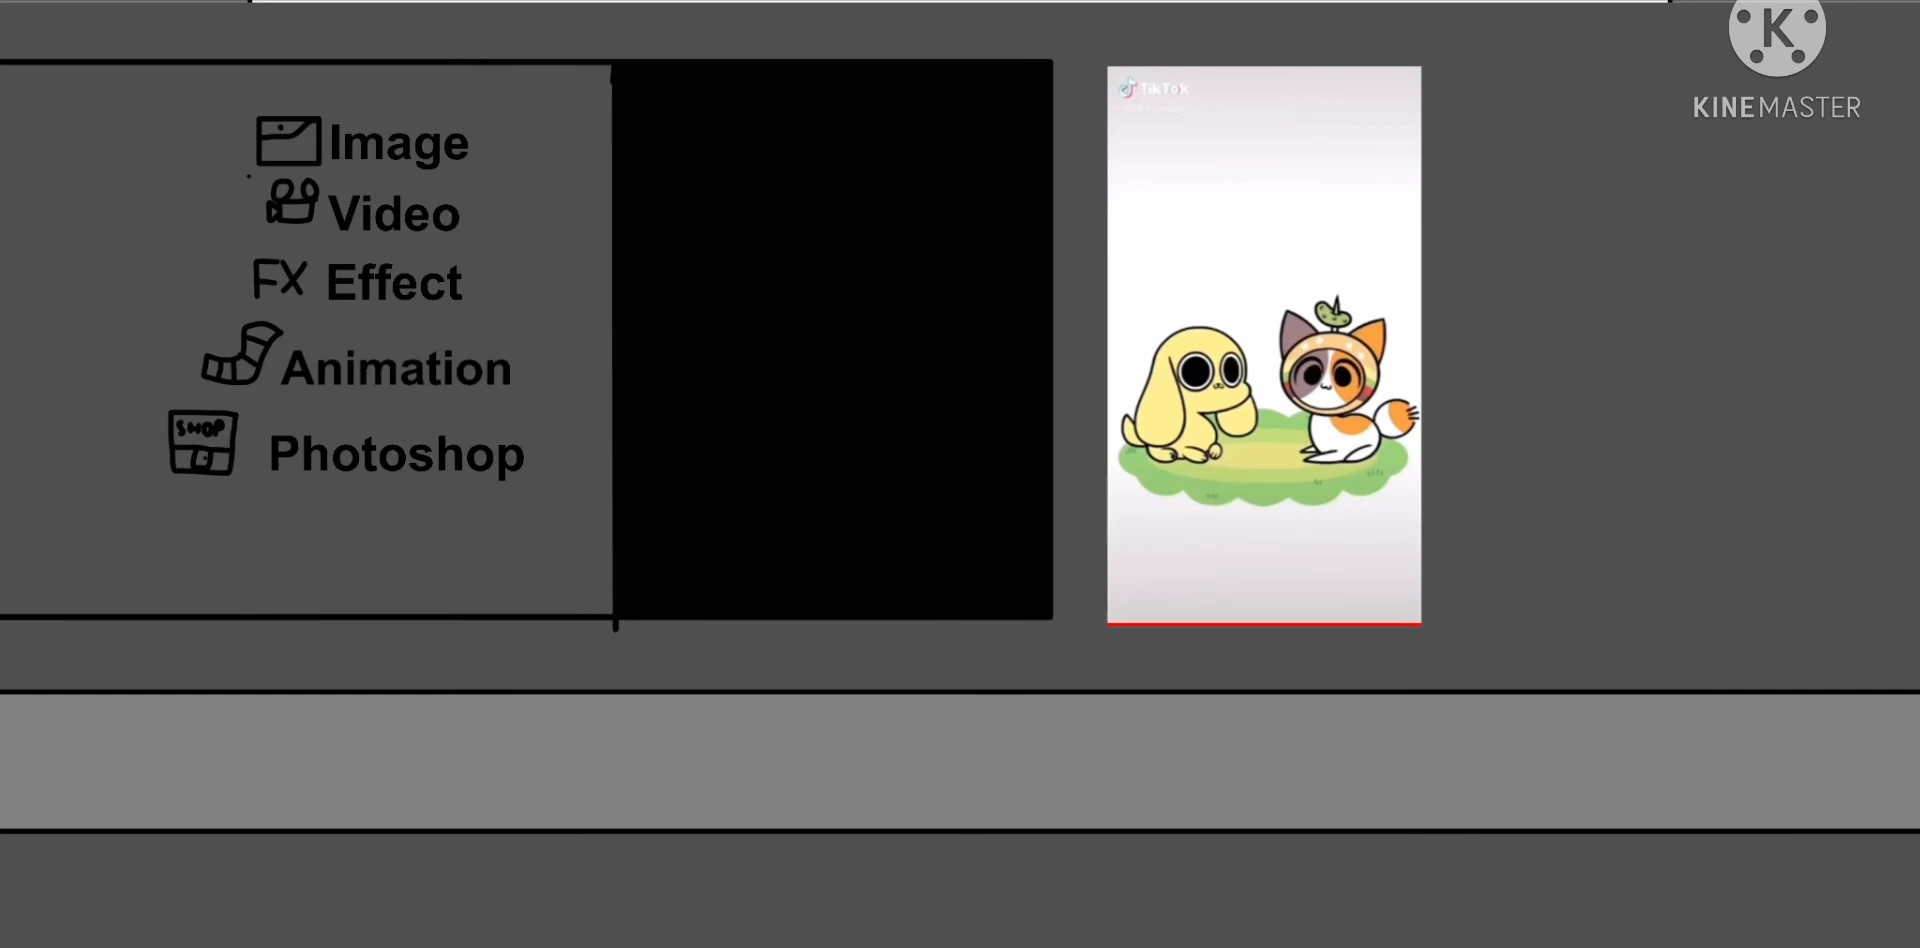 Image
Video
FX Effect
Animation
SHOP
Photoshop
TikTok
K
KINEMASTER